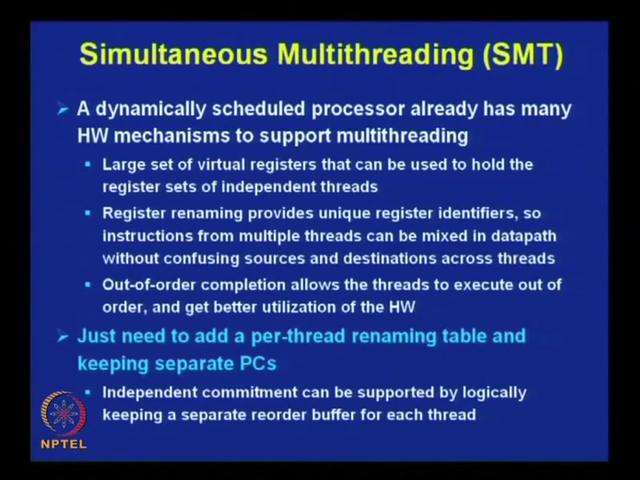 Simultaneous Multithreading (SMT)
A dynamically scheduled processor already has many
HW mechanisms to support multithreading
Large set of virtual registers that can be used to hold the
register sets of independent threads
Register renaming provides unique register identifiers, so
instructions from multiple threads can be mixed in datapath
without confusing sources and destinations across threads
Out-of-order completion allows the threads to execute out of
order, and get better utilization of the HW
Just need to add a per-thread renaming table and
keeping separate PCs
Independent commitment can be supported by logically
keeping a separate reorder buffer for each thread
NPTEL